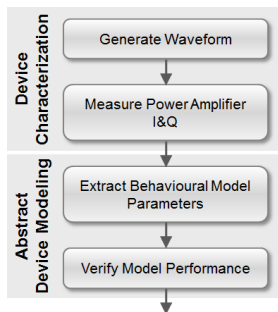 Device
Characterization
Generate Waveform
Measure Power Amplifier
I&Q
Abstract
Device Modeling
Extract Behavioural Model
Parameters
Verify Model Performance